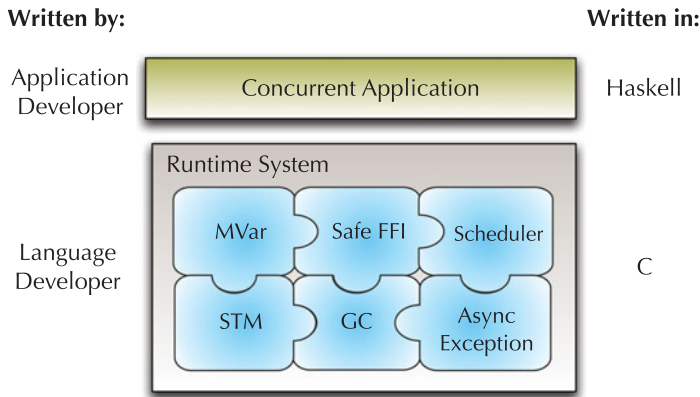 Written by:
Written in:
Application
Developer
Concurrent Application
Haskell
Runtime System
Language
Developer
MVar
Safe FFI
Scheduler
C
STM
GC
Async
Exception